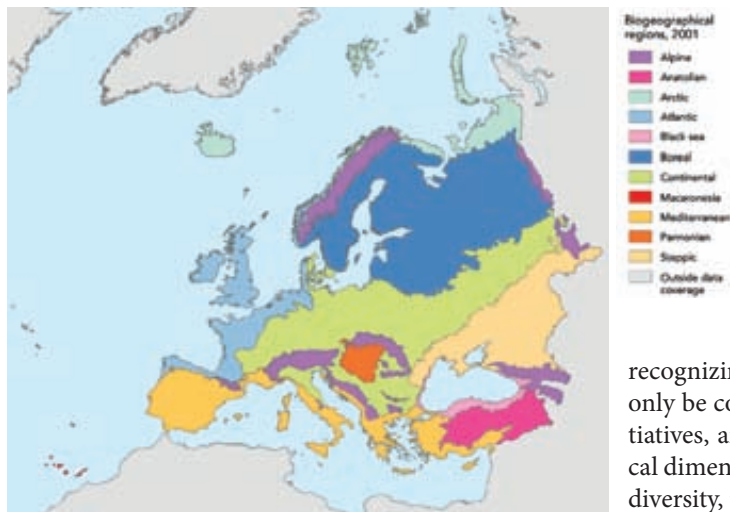 Biogeographical
regions, 2001
Alpine
Anatolian
Arctic
Atlantic
Black sea
Boreal
Continental
Macaronesia
Mediterranean
Pannonian
Steppic
Outside data
coverage
recognizin
only be co
tiatives, a
cal dimen
diversity,